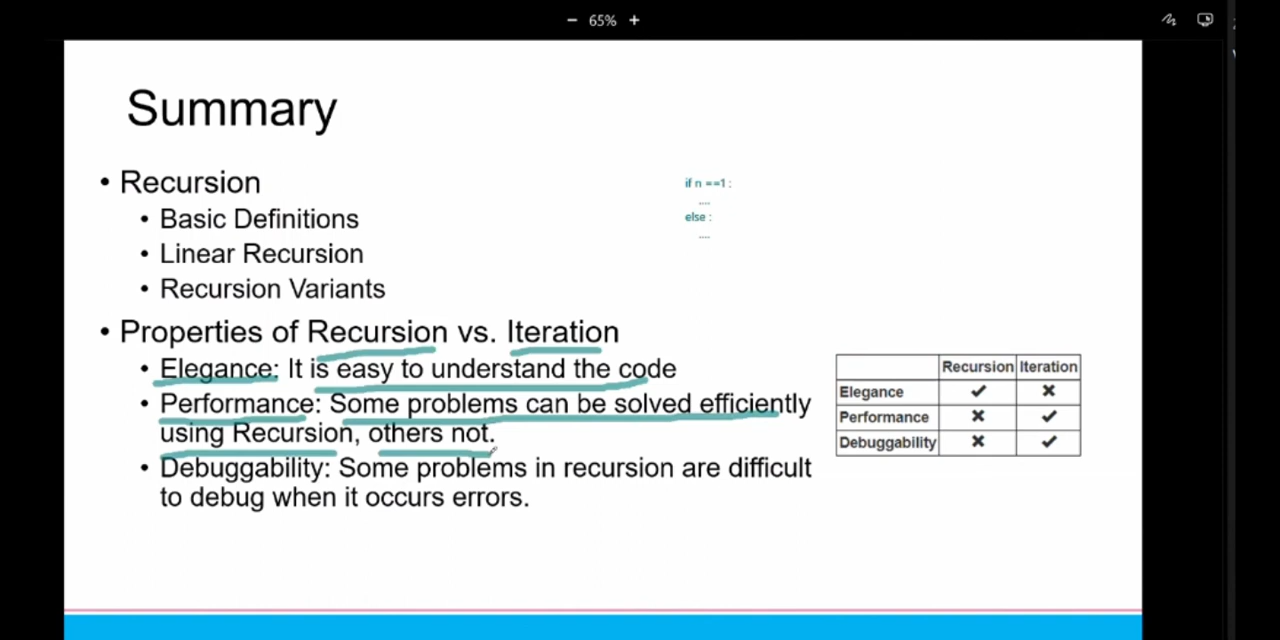 65%
Summary
• Recursion
• Basic Definitions
• Linear Recursion
• Recursion Variants
if n ==1 :
....
else :
....
• Properties of Recursion vs. Iteration
• Elegance: It is easy to understand the code
• Performance: Some problems can be solved efficiently
using Recursion, others not.
• Debuggability: Some problems in recursion are difficult
to debug when it occurs errors.
Recursion Iteration
Elegance ✓ ✗
Performance ✗ ✓
Debuggability ✗ ✓